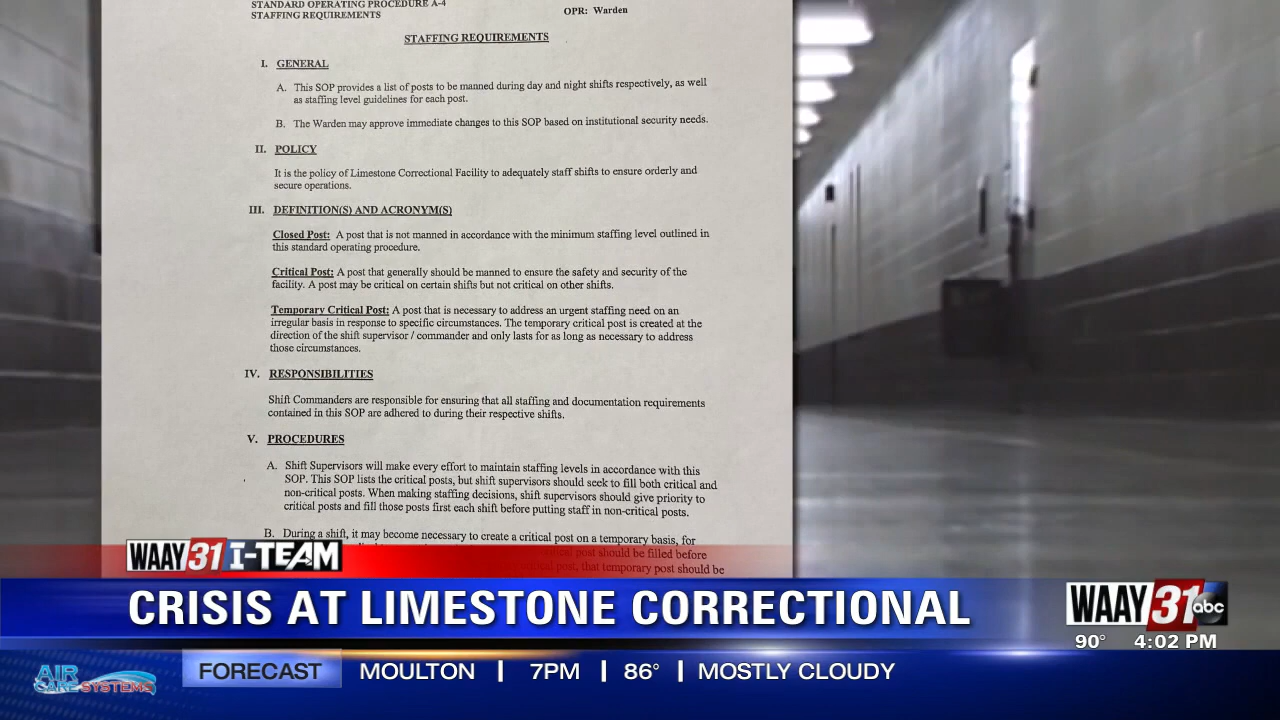 STANDARD OPERATING PROCEDURE A-4
STAFFING REQUIREMENTS
OPR: Warden
STAFFING REQUIREMENTS
I. GENERAL
A. This SOP provides a list of posts to be manned during day and night shifts respectively, as well
as staffing level guidelines for each post.
B. The Warden may approve immediate changes to this SOP based on institutional security needs.
II. POLICY
It is the policy of Limestone Correctional Facility to adequately staff shifts to ensure orderly and
secure operations.
III. DEFINITION(S) AND ACRONYM(S)
Closed Post: A post that is not manned in accordance with the minimum staffing level outlined in
this standard operating procedure.
Critical Post: A post that generally should be manned to ensure the safety and security of the
facility. A post may be critical on certain shifts but not critical on other shifts.
Temporary Critical Post: A post that is necessary to address an urgent staffing need on an
irregular basis in response to specific circumstances. The temporary critical post is created at the
direction of the shift supervisor / commander and only lasts for as long as necessary to address
those circumstances.
IV. RESPONSIBILITIES
Shift Commanders are responsible for ensuring that all staffing and documentation requirements
contained in this SOP are adhered to during their respective shifts.
V. PROCEDURES
A. Shift Supervisors will make every effort to maintain staffing levels in accordance with this
SOP. This SOP lists the critical posts, but shift supervisors should seek to fill both critical and
non-critical posts. When making staffing decisions, shift supervisors should give priority to
critical posts and fill those posts first each shift before putting staff in non-critical posts.
B. During a shift, it may become necessary to create a critical post on a temporary basis, for
critical post should be filled before
critical post, that temporary post should be
WAAY 31 I-TEAM
CRISIS AT LIMESTONE CORRECTIONAL
WAAY 31 abc
90° 4:02 PM
AIR
CARE SYSTEMS
FORECAST MOULTON | 7PM | 86° | MOSTLY CLOUDY